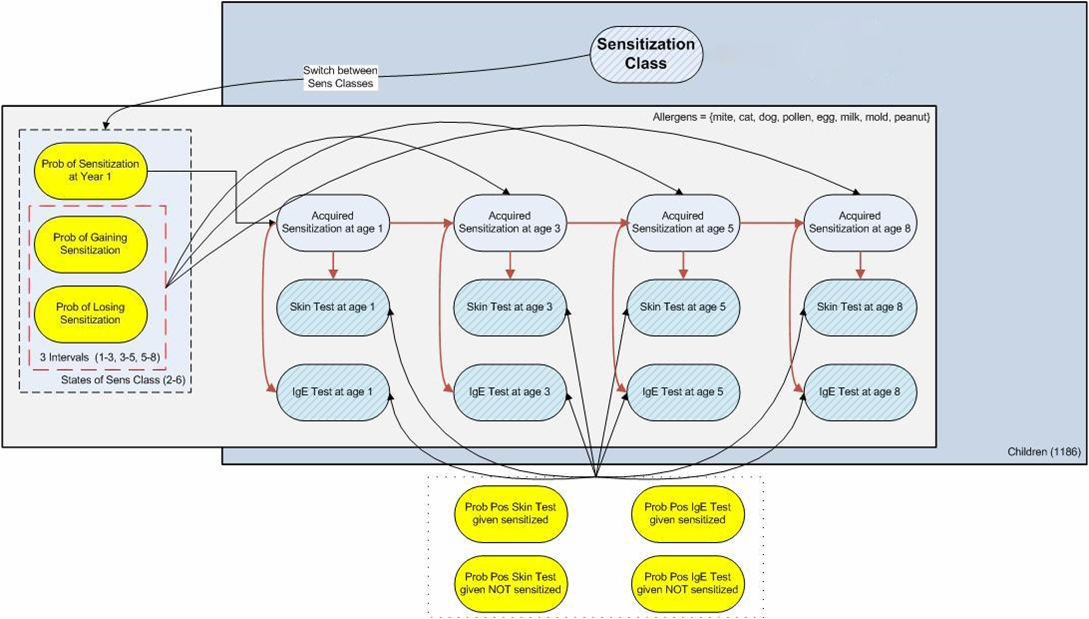 Sensitization
Class
Switch between
Sens Classes
Allergens = {mite, cat, dog, pollen, egg, milk, mold, peanut}
Prob of Sensitization
at Year 1
Prob of Gaining
Sensitization
Prob of Losing
Sensitization
3 Intervals (1-3, 3-5, 5-8)
States of Sens Class (2-6)
Acquired
Sensitization at age 1
Acquired
Sensitization at age 3
Acquired
Sensitization at age 5
Acquired
Sensitization at age 8
Skin Test at age 1
Skin Test at age 3
Skin Test at age 5
Skin Test at age 8
IgE Test at age 1
IgE Test at age 3
IgE Test at age 5
IgE Test at age 8
Children (1186)
Prob Pos Skin Test
given sensitized
Prob Pos IgE Test
given sensitized
Prob Pos Skin Test
given NOT sensitized
Prob Pos IgE Test
given NOT sensitized